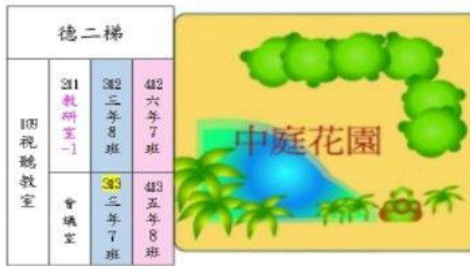 德二梯
視聽教室
211
教研室-1
會議室
312
三年8班
313
三年7班
412
六年7班
413
五年8班
中庭花園